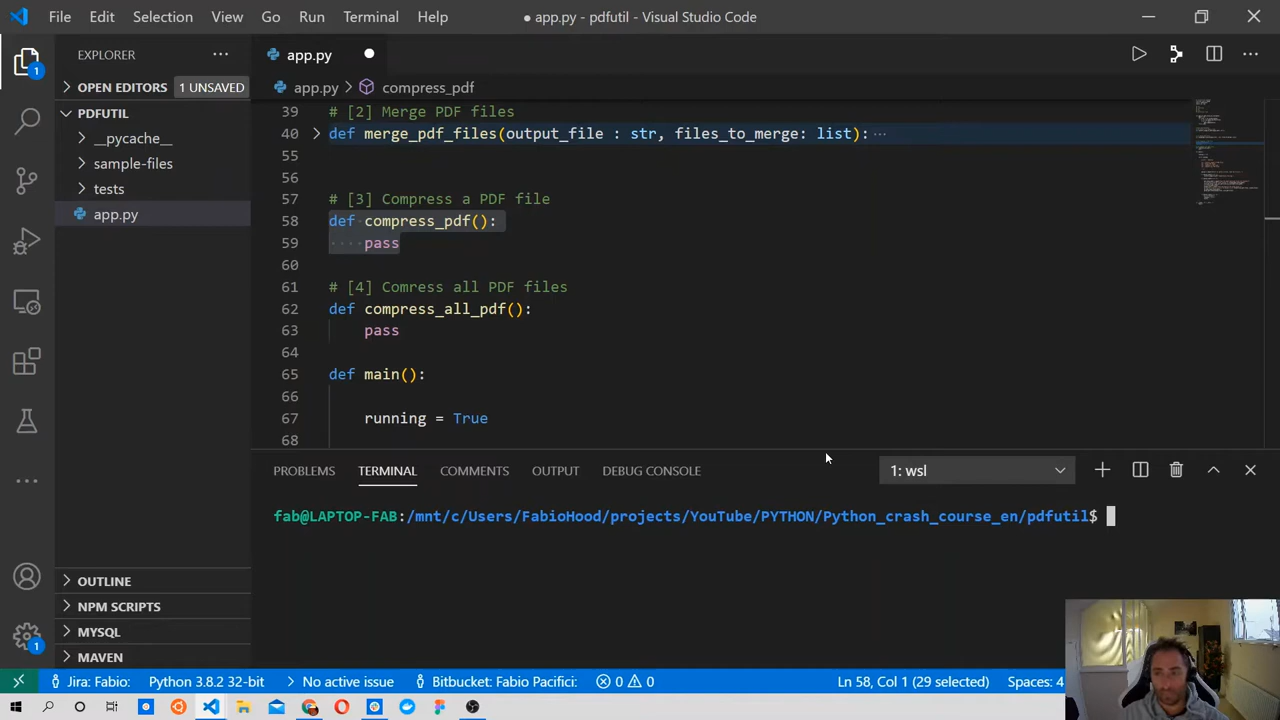 File Edit Selection View Go Run Terminal Help
● app.py - pdfutil - Visual Studio Code
EXPLORER
OPEN EDITORS 1 UNSAVED
PDFUTIL
__pycache__
sample-files
tests
app.py
OUTLINE
NPM SCRIPTS
MYSQL
MAVEN
1
1
app.py
app.py > compress_pdf
39 # [2] Merge PDF files
40 def merge_pdf_files(output_file : str, files_to_merge: list): ···
55
56
57 # [3] Compress a PDF file
58 def compress_pdf():
59 pass
60
61 # [4] Comress all PDF files
62 def compress_all_pdf():
63 pass
64
65 def main():
66
67 running = True
68
PROBLEMS TERMINAL COMMENTS OUTPUT DEBUG CONSOLE 1: wsl
fab@LAPTOP-FAB:/mnt/c/Users/FabioHood/projects/YouTube/PYTHON/Python_crash_course_en/pdfutil$
Jira: Fabio: Python 3.8.2 32-bit No active issue Bitbucket: Fabio Pacifici: 0 0 Ln 58, Col 1 (29 selected) Spaces: 4